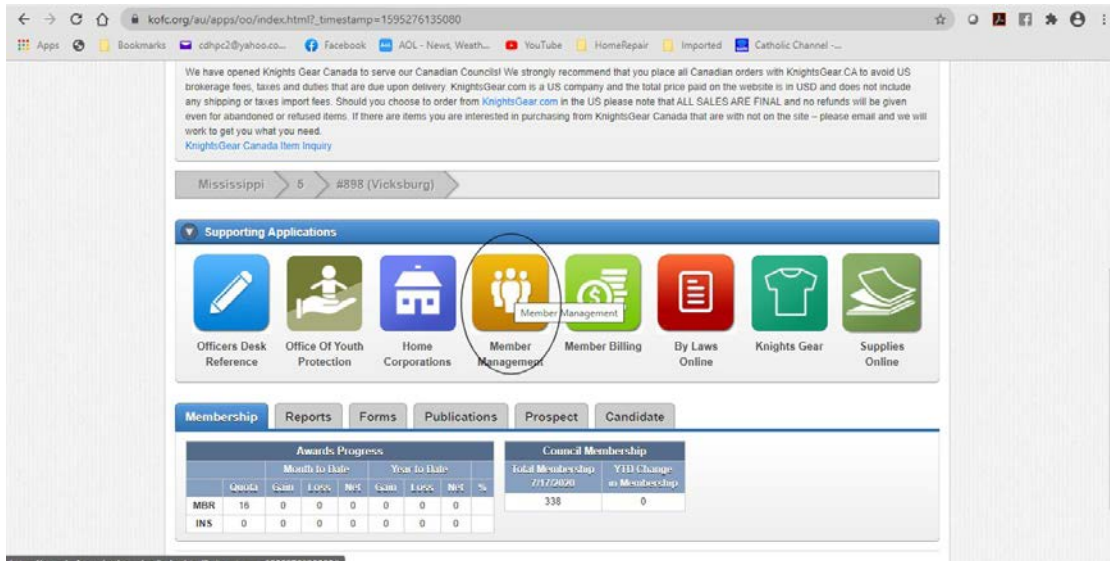 kofc.org/au/apps/oo/index.html?_timestamp=1595276135080
Apps Bookmarks cdhpc2@yahoo.co... Facebook AOL - News, Weath... YouTube HomeRepair Imported Catholic Channel -...
We have opened Knights Gear Canada to serve our Canadian Councils! We strongly recommend that you place all Canadian orders with KnightsGear.CA to avoid US
brokerage fees, taxes and duties that are due upon delivery. KnightsGear.com is a US company and the total price paid on the website is in USD and does not include
any shipping or taxes import fees. Should you choose to order from KnightsGear.com in the US please note that ALL SALES ARE FINAL and no refunds will be given
even for abandoned or refused items. If there are items you are interested in purchasing from KnightsGear Canada that are with not on the site – please email and we will
work to get you what you need.
KnightsGear Canada Item Inquiry
Mississippi 5 #898 (Vicksburg)
Supporting Applications
Member Management
Officers Desk Office Of Youth Home Member Member Billing By Laws Knights Gear Supplies
Reference Protection Corporations Management Online Online
Membership Reports Forms Publications Prospect Candidate
Awards Progress Council Membership
Month to Date Year to Date Total Membership YTD Change
Quota Gain Loss Net Gain Loss Net % 7/17/2020 in Membership
MBR 16 0 0 0 0 0 0 338 0
INS 0 0 0 0 0 0 0